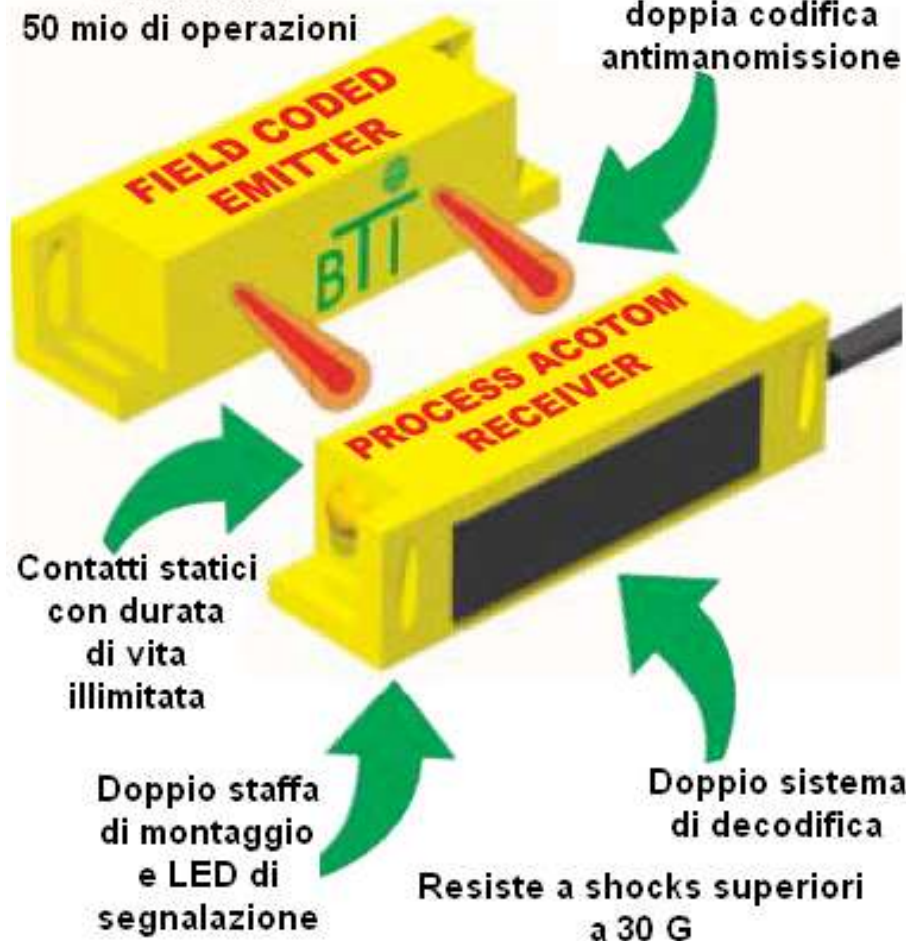 50 mio di operazioni
doppia codifica
antimanomissione
FIELD CODED
EMITTER
BTi
PROCESS ACOTOM
RECEIVER
Contatti statici
con durata
di vita
illimitata
Doppio staffa
di montaggio
e LED di
segnalazione
Doppio sistema
di decodifica
Resiste a shocks superiori
a 30 G